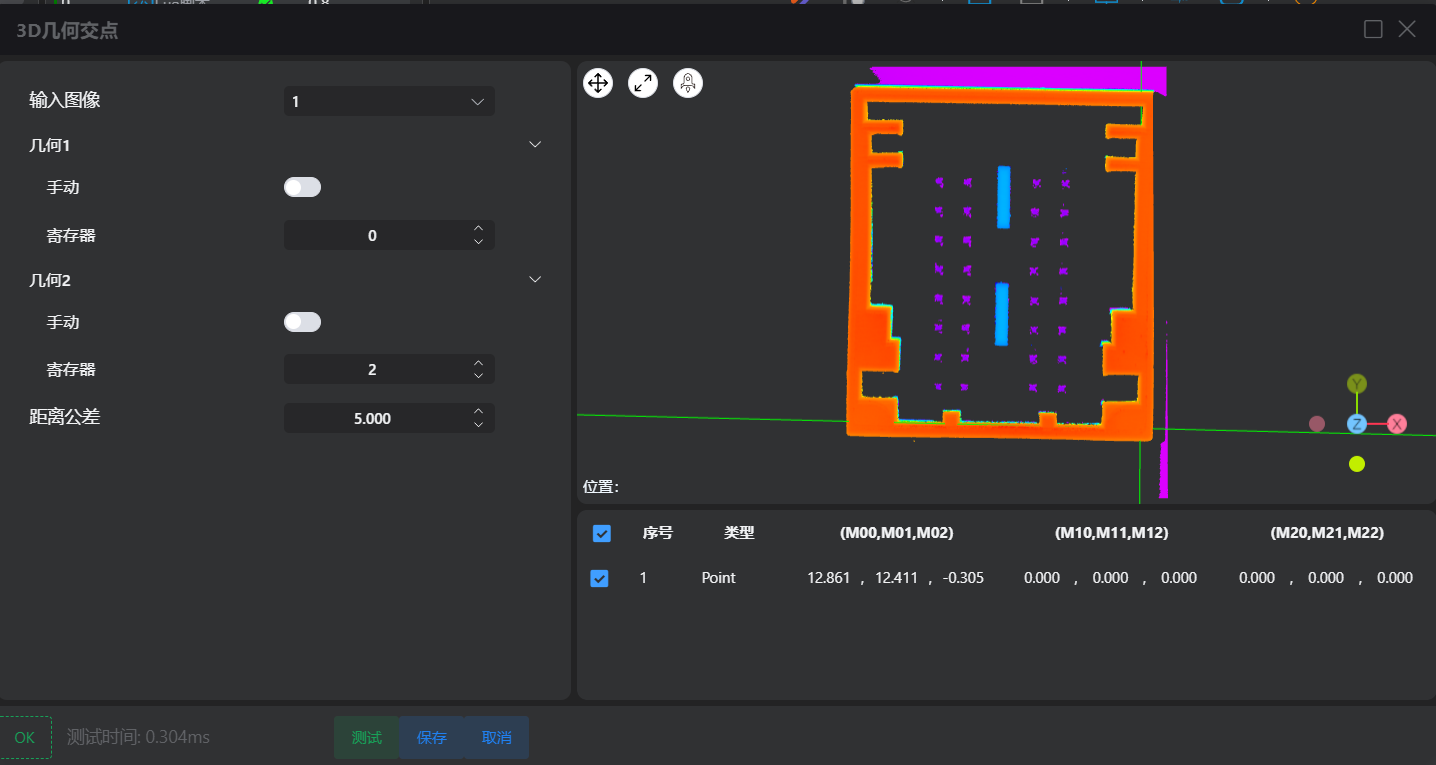 3D几何交点
输入图像 1
几何1
手动
寄存器 0
几何2
手动
寄存器 2
距离公差 5.000
Y
Z X
位置:
序号 类型 (M00,M01,M02) (M10,M11,M12) (M20,M21,M22)
1 Point 12.861 , 12.411 , -0.305 0.000 , 0.000 , 0.000 0.000 , 0.000 , 0.000
OK 测试时间: 0.304ms 测试 保存 取消